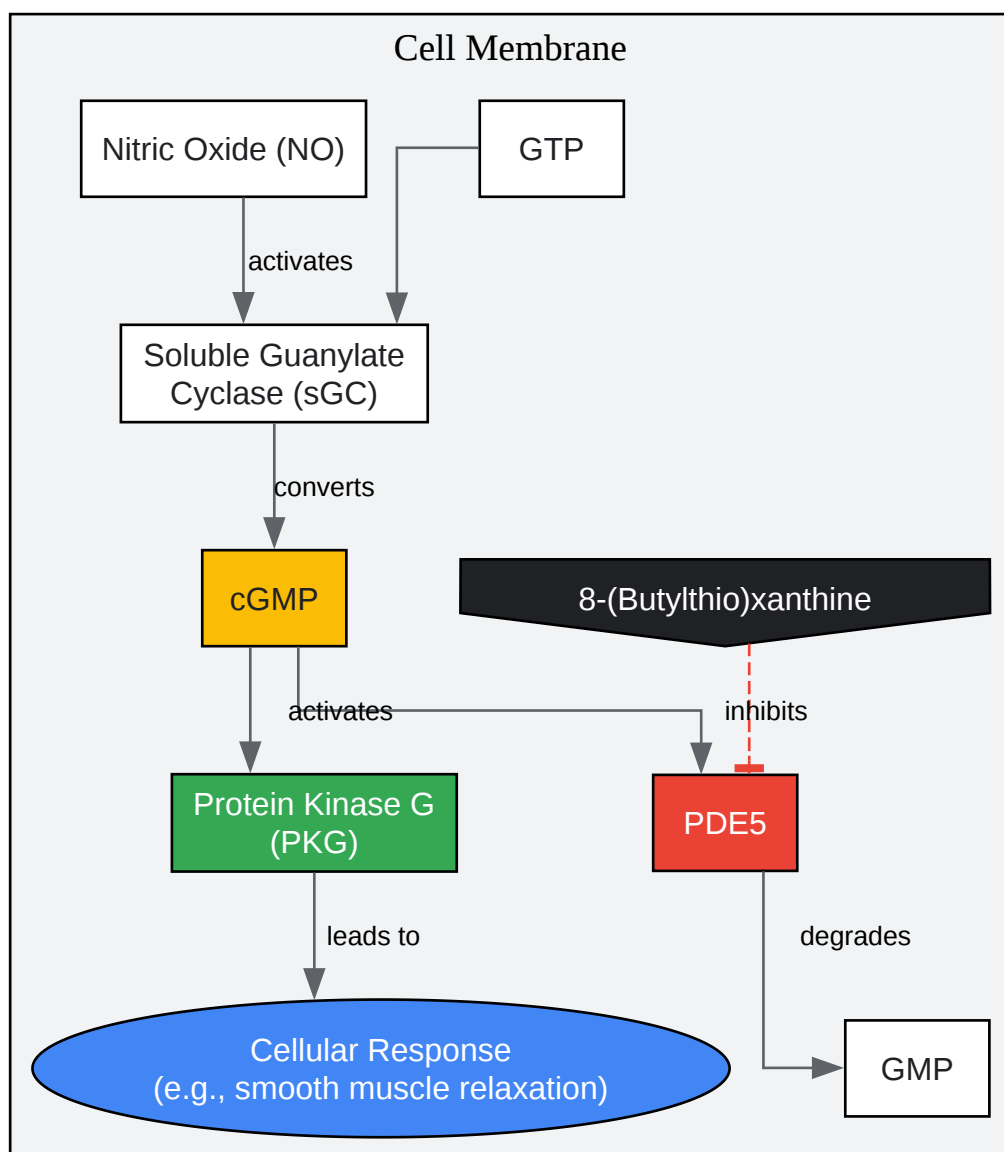 Cell Membrane
Nitric Oxide (NO)
GTP
activates
Soluble Guanylate
Cyclase (sGC)
converts
cGMP
8-(Butylthio)xanthine
activates
inhibits
Protein Kinase G
(PKG)
PDE5
leads to
degrades
Cellular Response
(e.g., smooth muscle relaxation)
GMP